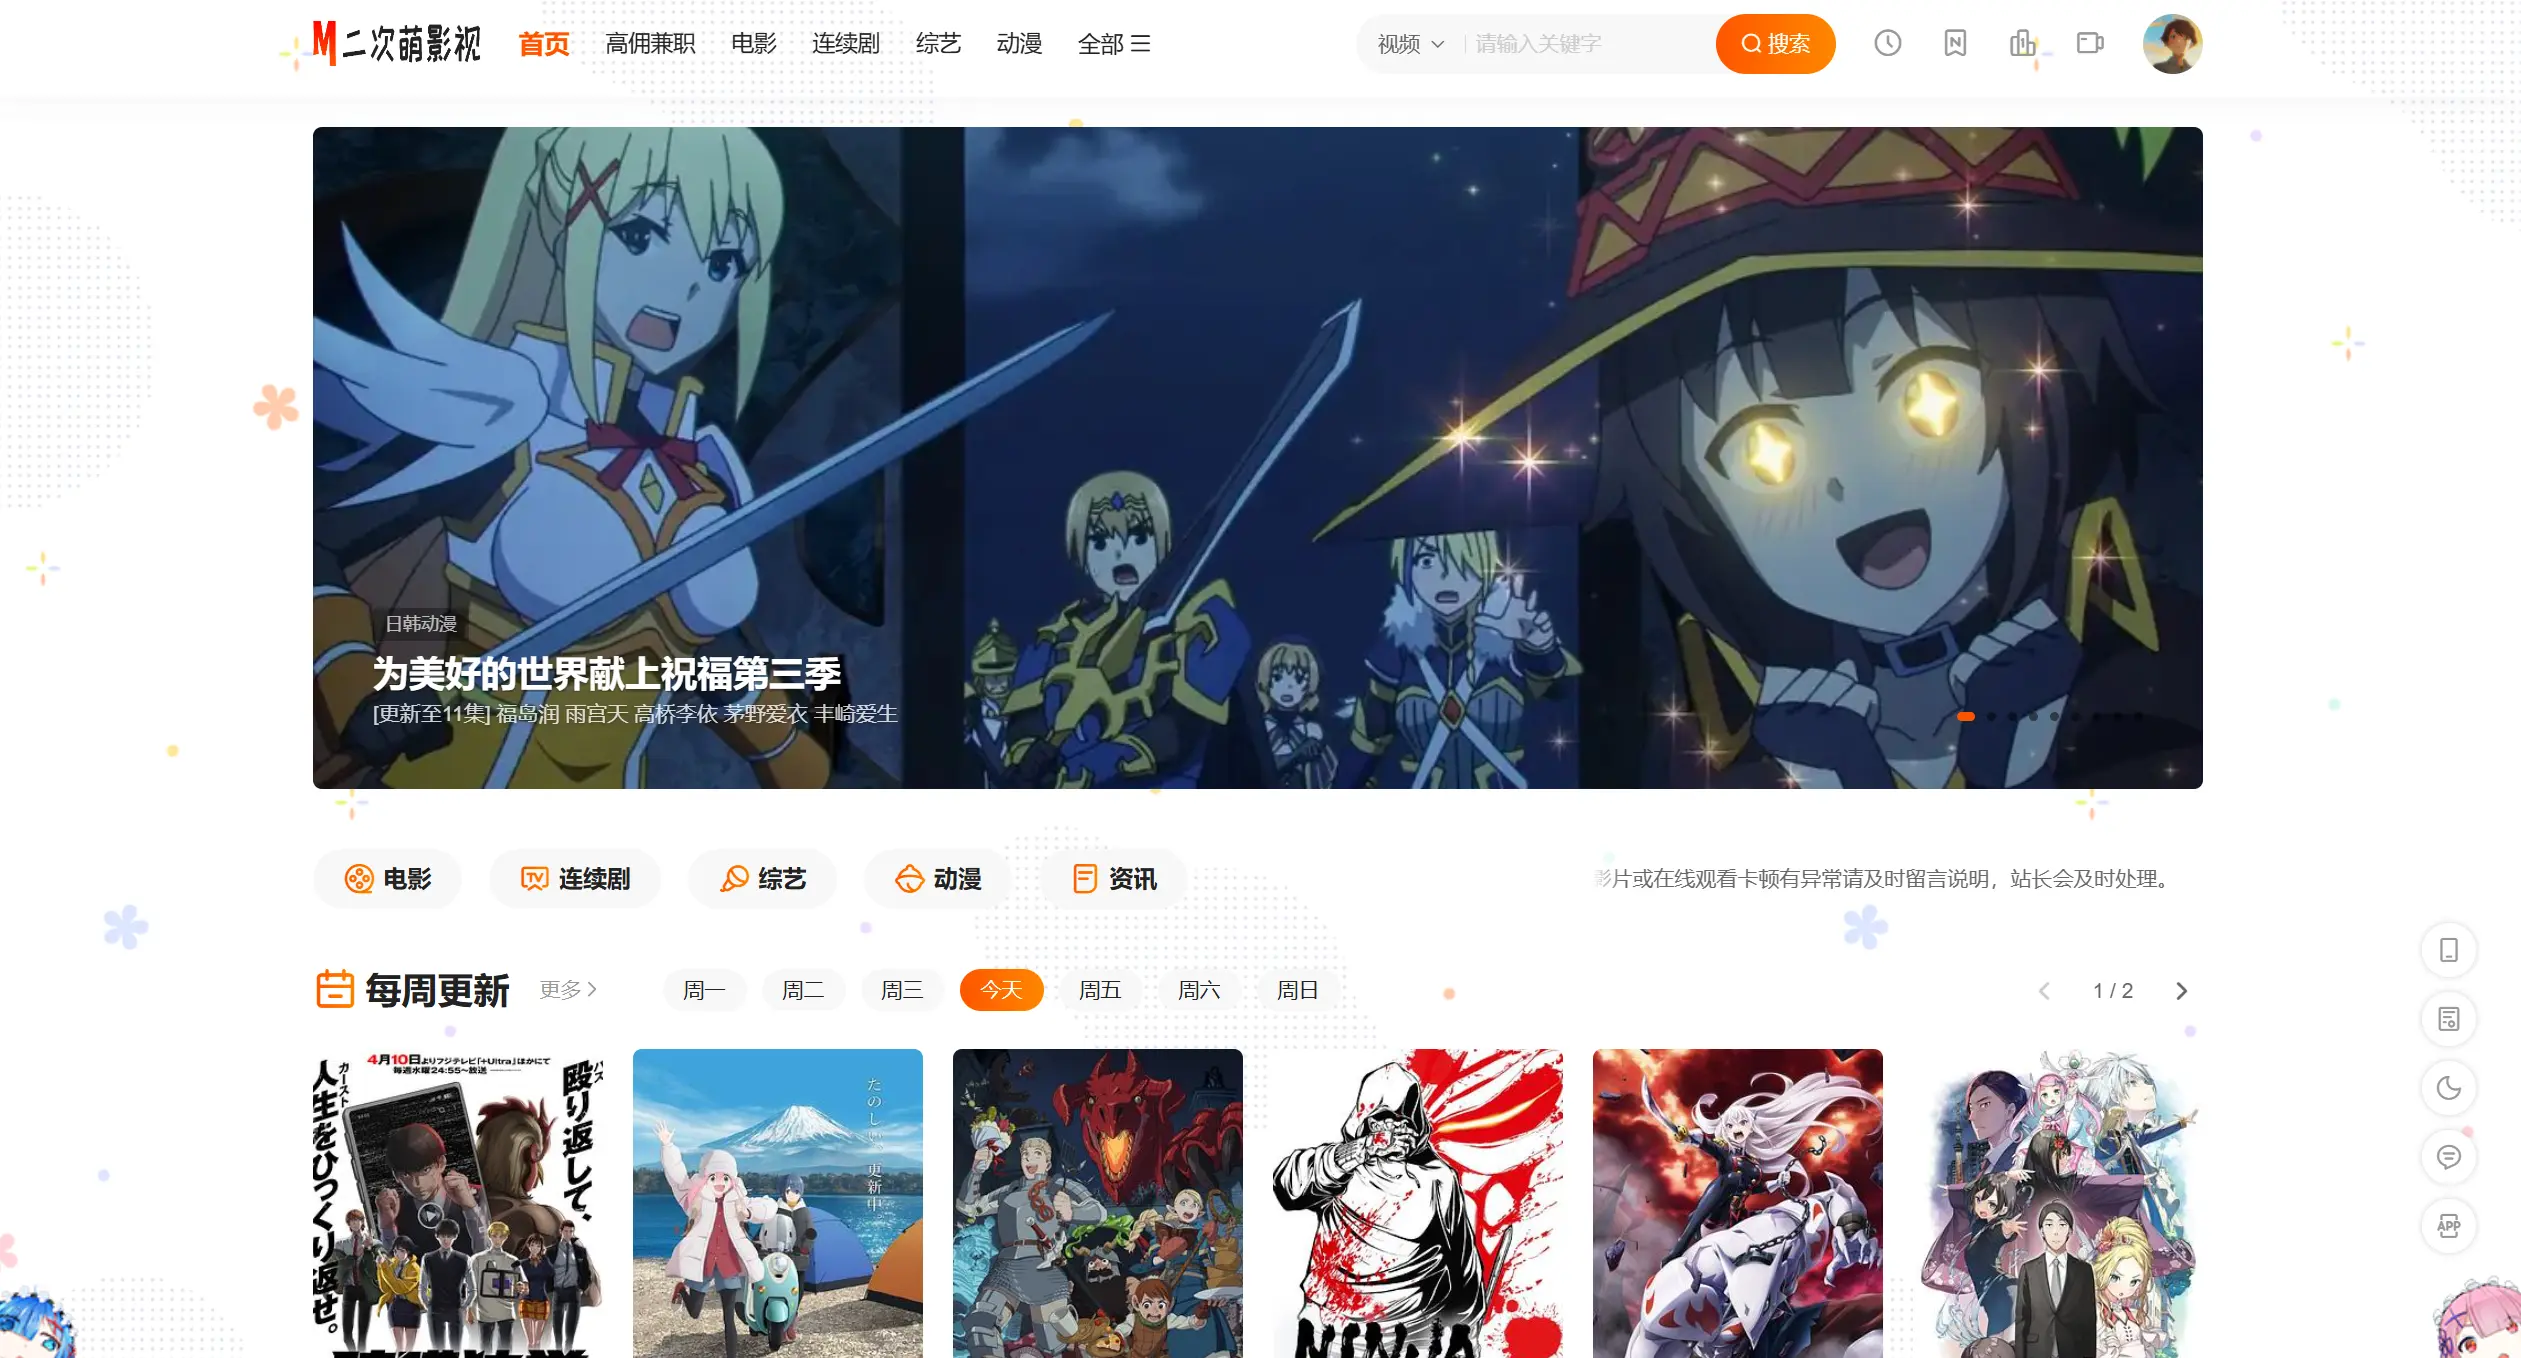 M二次萌影视 首页 高佣兼职 电影 连续剧 综艺 动漫 全部 视频 请输入关键字 搜索
日韩动漫
为美好的世界献上祝福第三季
[更新至11集] 福岛润 雨宫天 高桥李依 茅野爱衣 丰崎爱生
电影 连续剧 综艺 动漫 资讯 影片或在线观看卡顿有异常请及时留言说明，站长会及时处理。
每周更新 更多 周一 周二 周三 今天 周五 周六 周日 1 / 2
4月10日よりフジテレビ「+Ultra」ほかにて
毎週水曜24:55～放送
殴り返して、
カースト
人生をひっくり返せ。
たのしい、更新中。
NINJA
APP